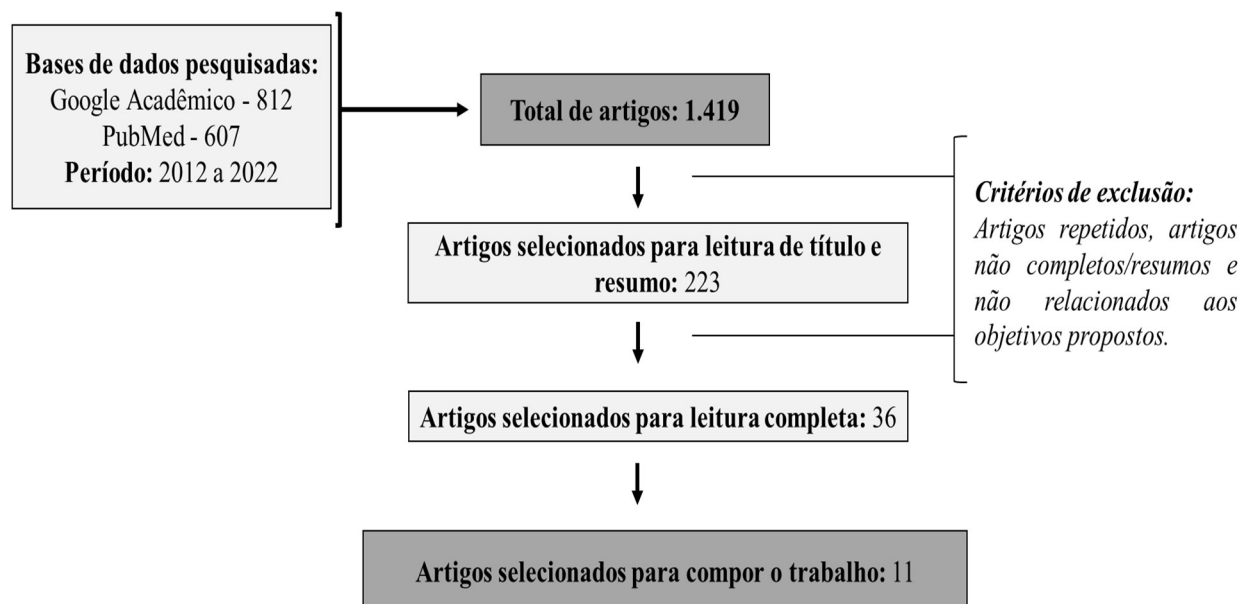 Bases de dados pesquisadas:
Google Acadêmico - 812
PubMed - 607
Período: 2012 a 2022
Total de artigos: 1.419
Artigos selecionados para leitura de título e
resumo: 223
Critérios de exclusão:
Artigos repetidos, artigos
não completos/resumos e
não relacionados aos
objetivos propostos.
Artigos selecionados para leitura completa: 36
Artigos selecionados para compor o trabalho: 11